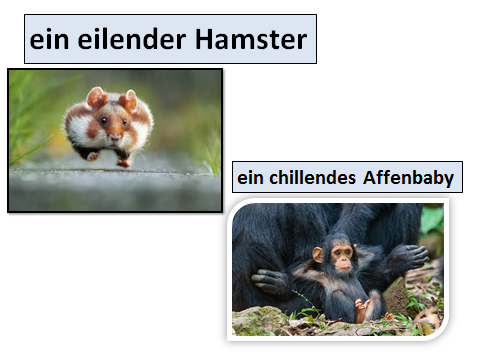 ein eilender Hamster
ein chillendes Affenbaby